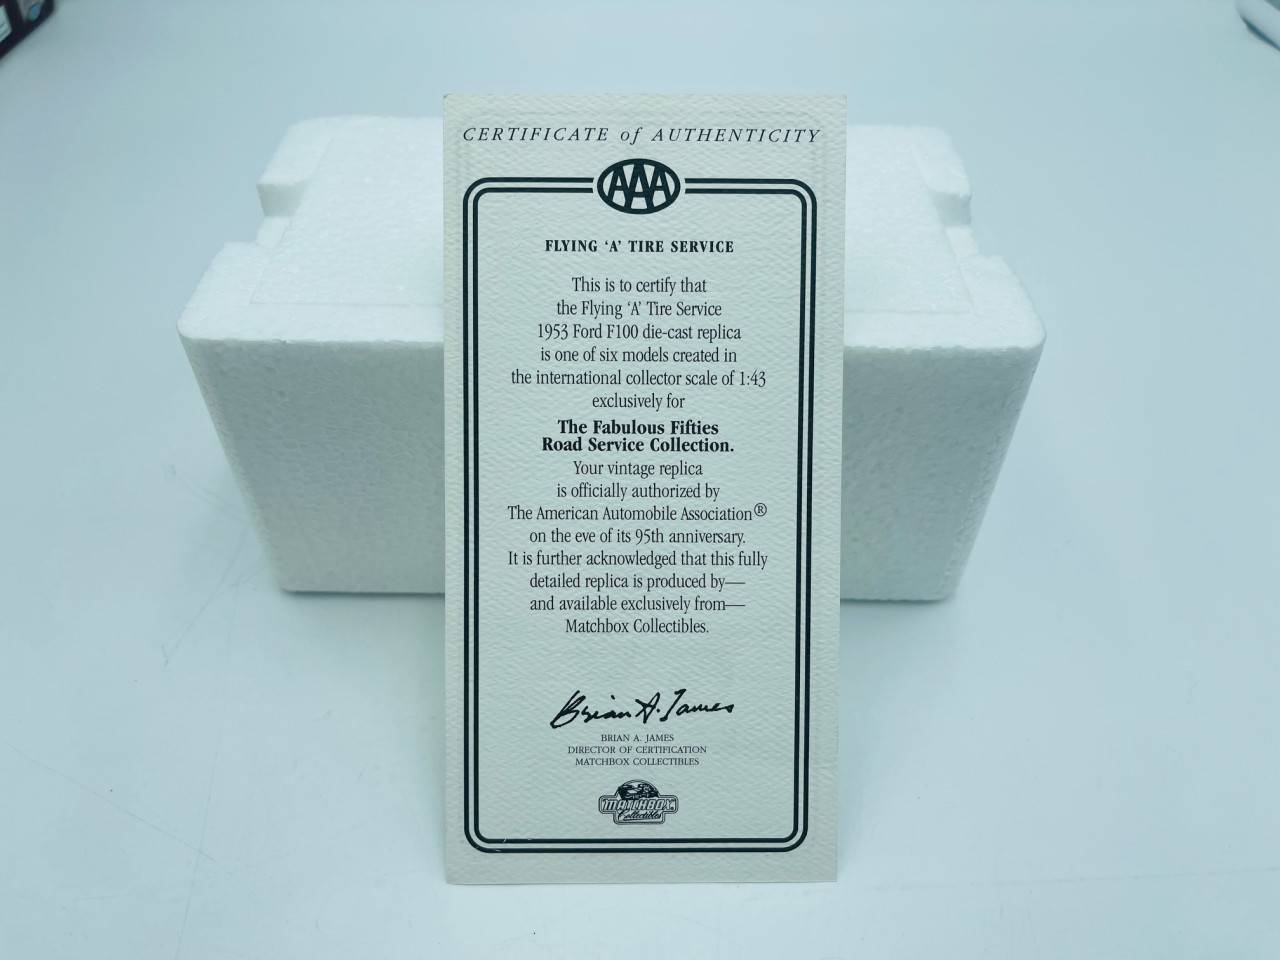 CERTIFICATE of AUTHENTICITY
AAA
FLYING ‘A’ TIRE SERVICE
This is to certify that
the Flying ‘A’ Tire Service
1953 Ford F100 die-cast replica
is one of six models created in
the international collector scale of 1:43
exclusively for
The Fabulous Fifties
Road Service Collection.
Your vintage replica
is officially authorized by
The American Automobile Association®
on the eve of its 95th anniversary.
It is further acknowledged that this fully
detailed replica is produced by—
and available exclusively from—
Matchbox Collectibles.
Brian A. James
BRIAN A. JAMES
DIRECTOR OF CERTIFICATION
MATCHBOX COLLECTIBLES
MATCHBOX
Collectibles